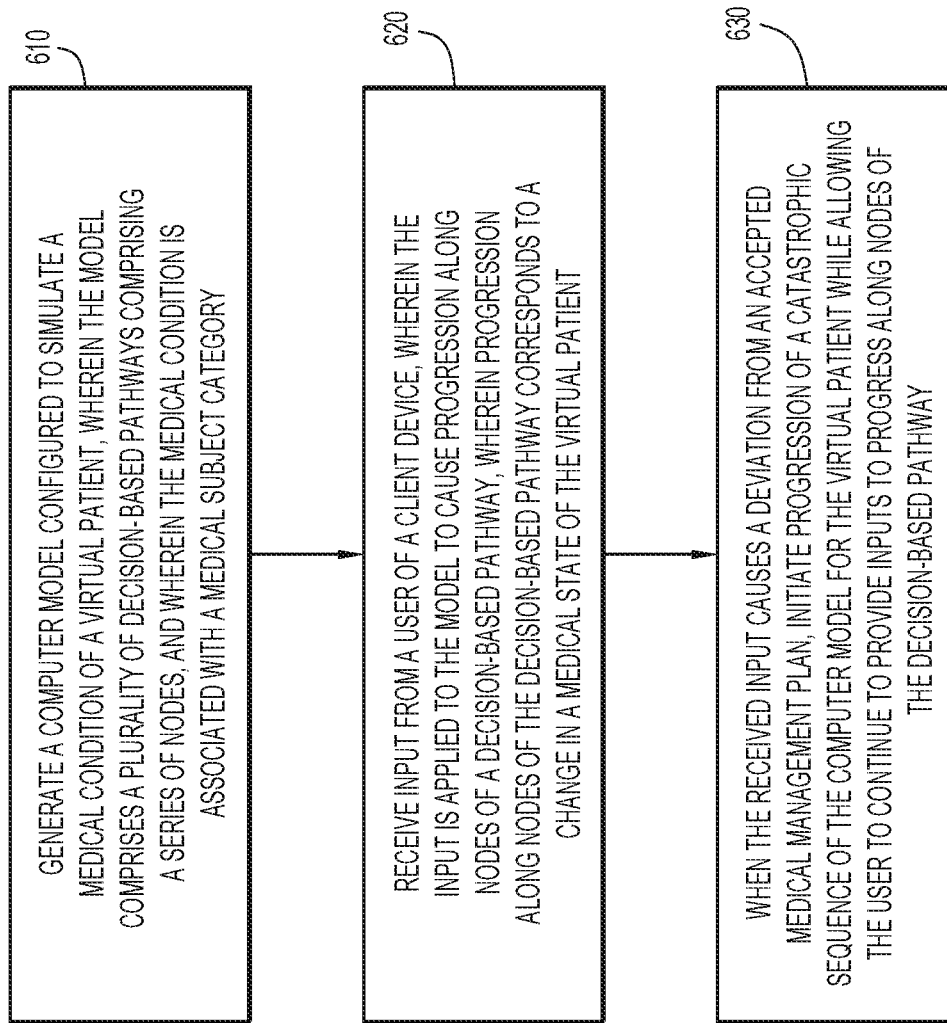 610
GENERATE A COMPUTER MODEL CONFIGURED TO SIMULATE A
MEDICAL CONDITION OF A VIRTUAL PATIENT, WHEREIN THE MODEL
COMPRISES A PLURALITY OF DECISION-BASED PATHWAYS COMPRISING
A SERIES OF NODES, AND WHEREIN THE MEDICAL CONDITION IS
ASSOCIATED WITH A MEDICAL SUBJECT CATEGORY
620
RECEIVE INPUT FROM A USER OF A CLIENT DEVICE, WHEREIN THE
INPUT IS APPLIED TO THE MODEL TO CAUSE PROGRESSION ALONG
NODES OF A DECISION-BASED PATHWAY, WHEREIN PROGRESSION
ALONG NODES OF THE DECISION-BASED PATHWAY CORRESPONDS TO A
CHANGE IN A MEDICAL STATE OF THE VIRTUAL PATIENT
630
WHEN THE RECEIVED INPUT CAUSES A DEVIATION FROM AN ACCEPTED
MEDICAL MANAGEMENT PLAN, INITIATE PROGRESSION OF A CATASTROPHIC
SEQUENCE OF THE COMPUTER MODEL FOR THE VIRTUAL PATIENT WHILE ALLOWING
THE USER TO CONTINUE TO PROVIDE INPUTS TO PROGRESS ALONG NODES OF
THE DECISION-BASED PATHWAY